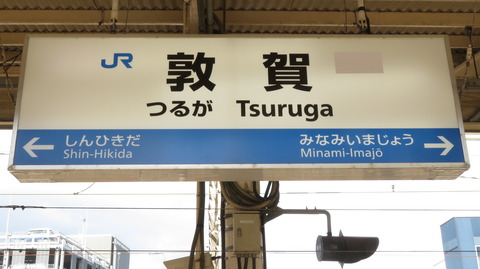 JR 敦賀
つるが Tsuruga
しんひきだ みなみいまじょう
Shin-Hikida Minami-Imajō